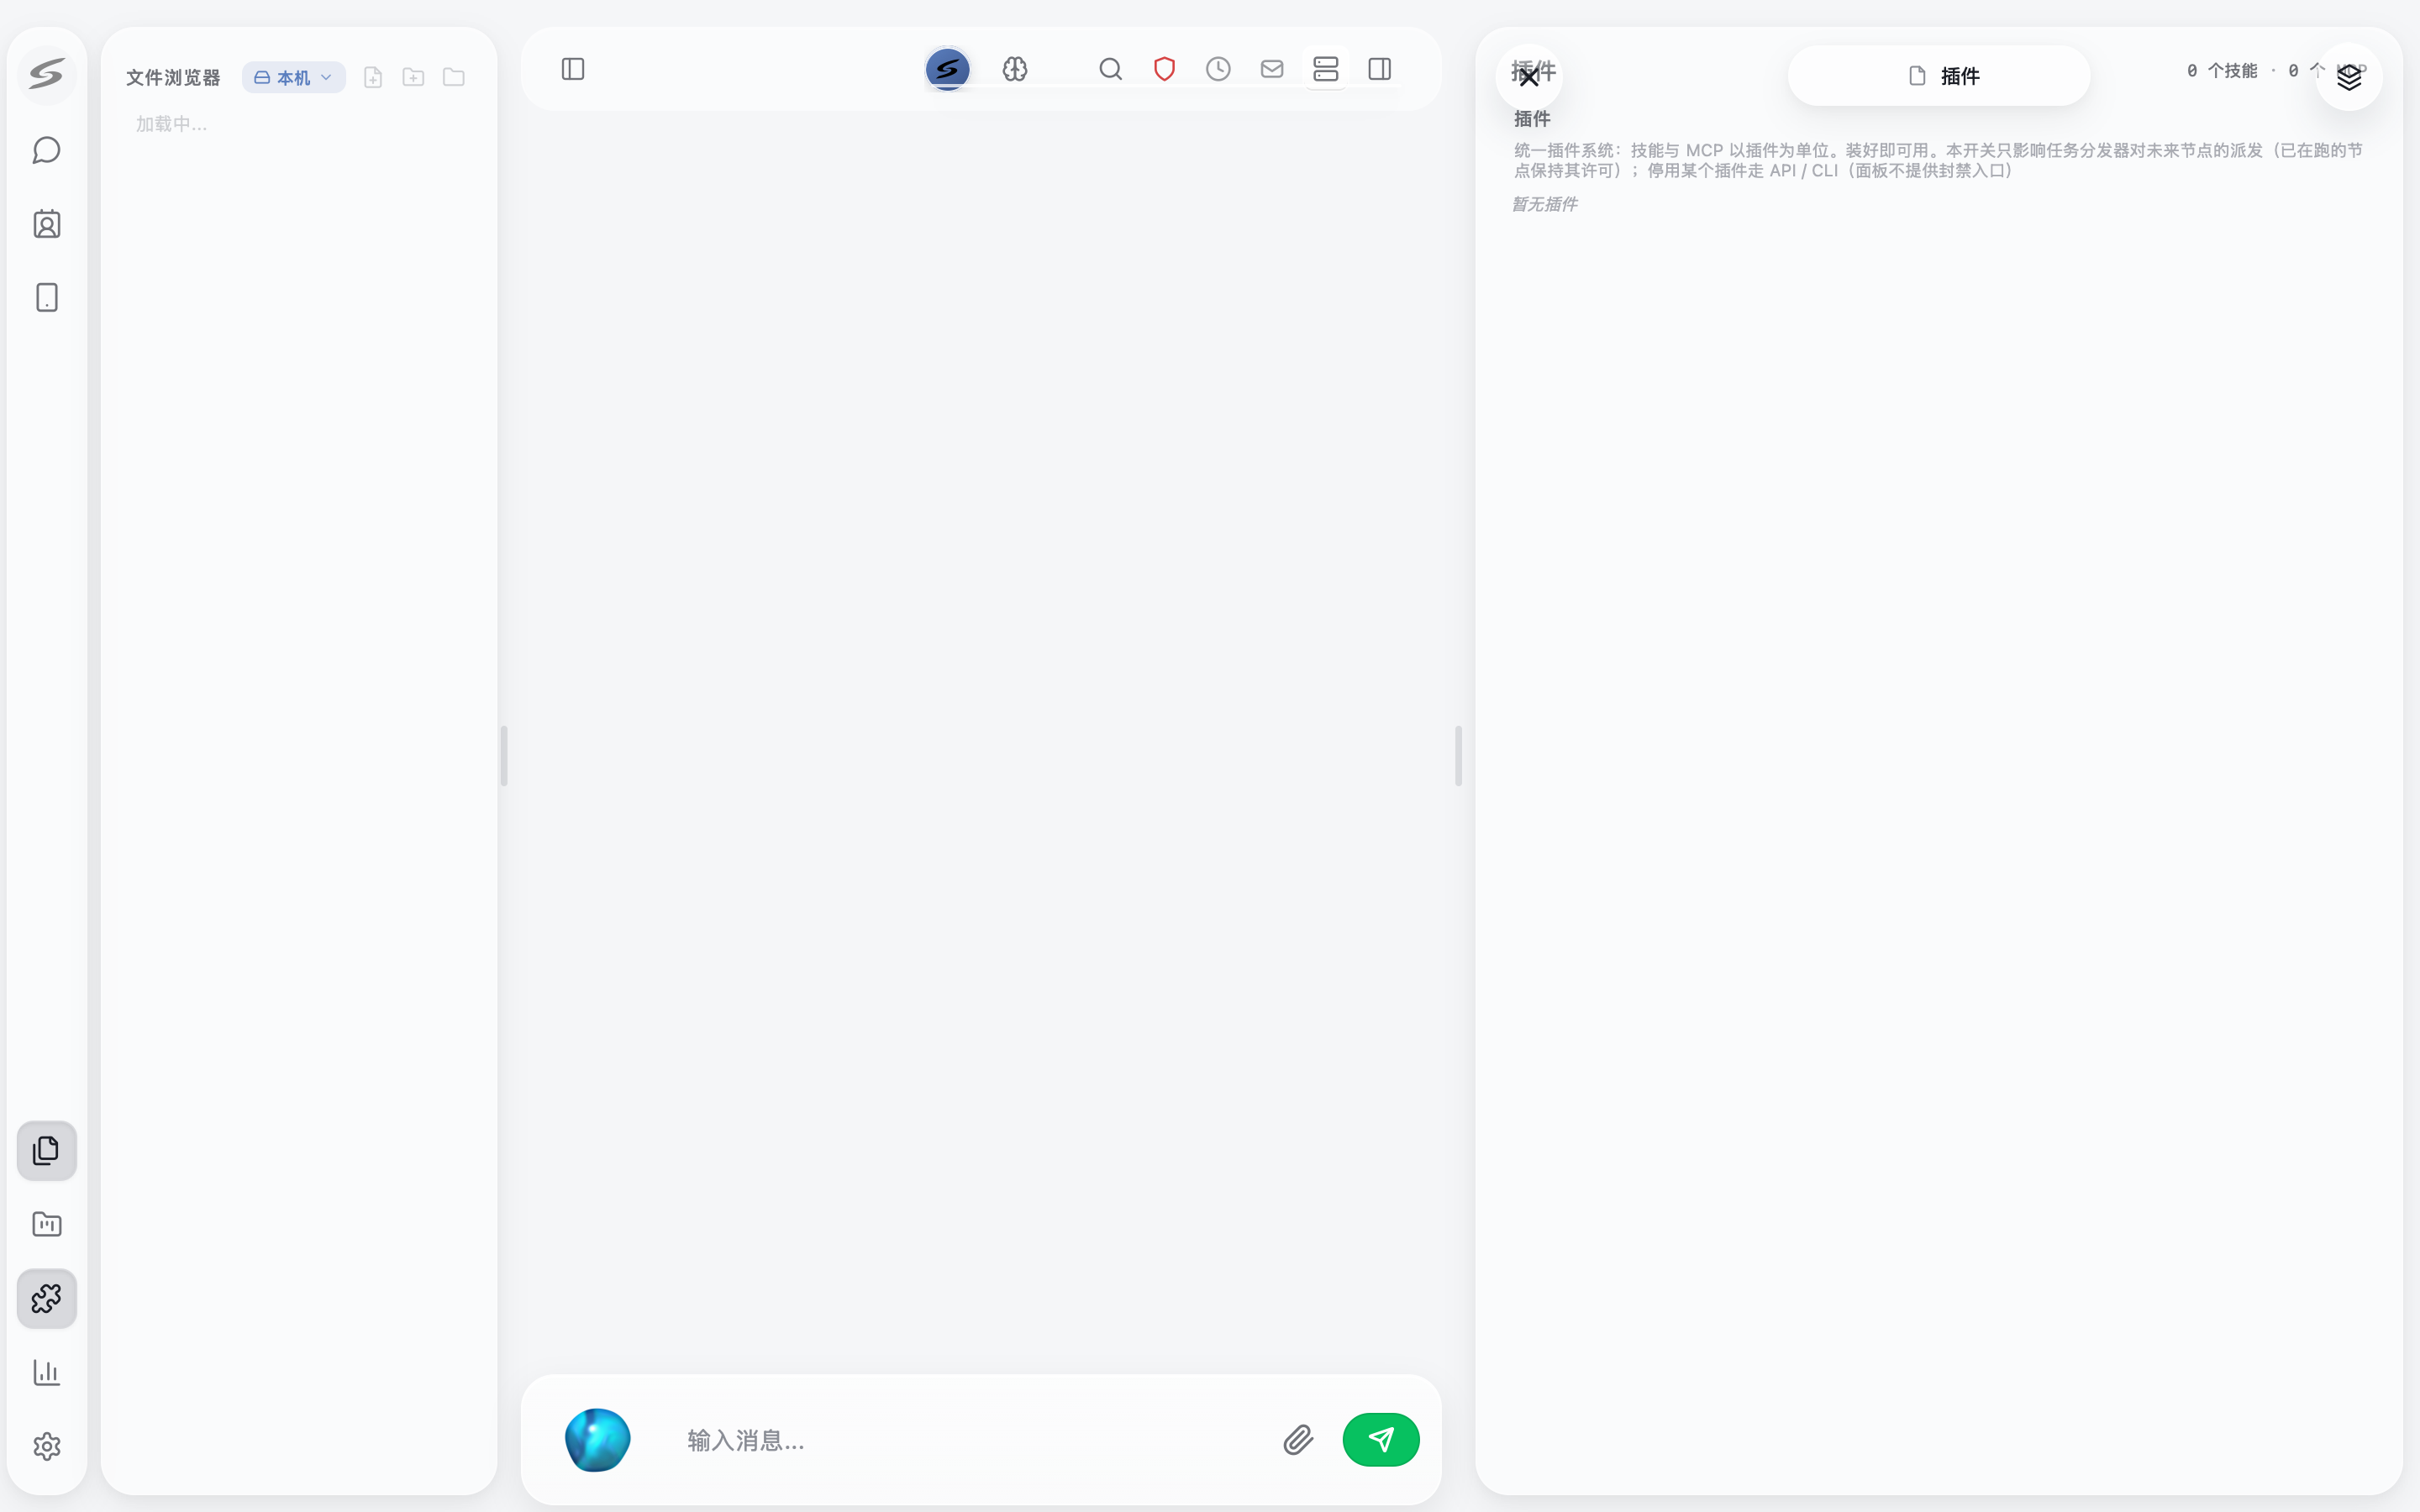 文件浏览器
本机
加载中...
插件
插件
0 个技能 · 0 个 MCP
插件
统一插件系统：技能与 MCP 以插件为单位。装好即可用。本开关只影响任务分发器对未来节点的派发（已在跑的节
点保持其许可）；停用某个插件走 API / CLI（面板不提供封禁入口）
暂无插件
输入消息...